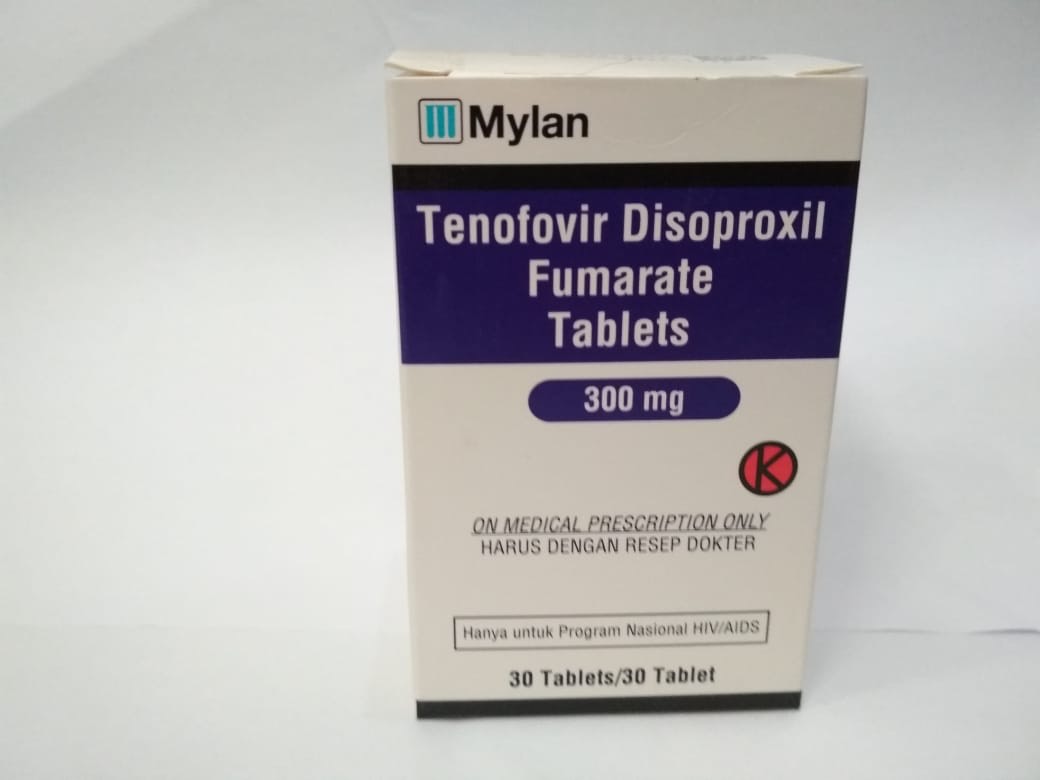 Mylan
Tenofovir Disoproxil
Fumarate
Tablets
300 mg
K
ON MEDICAL PRESCRIPTION ONLY
HARUS DENGAN RESEP DOKTER
Hanya untuk Program Nasional HIV/AIDS
30 Tablets/30 Tablet